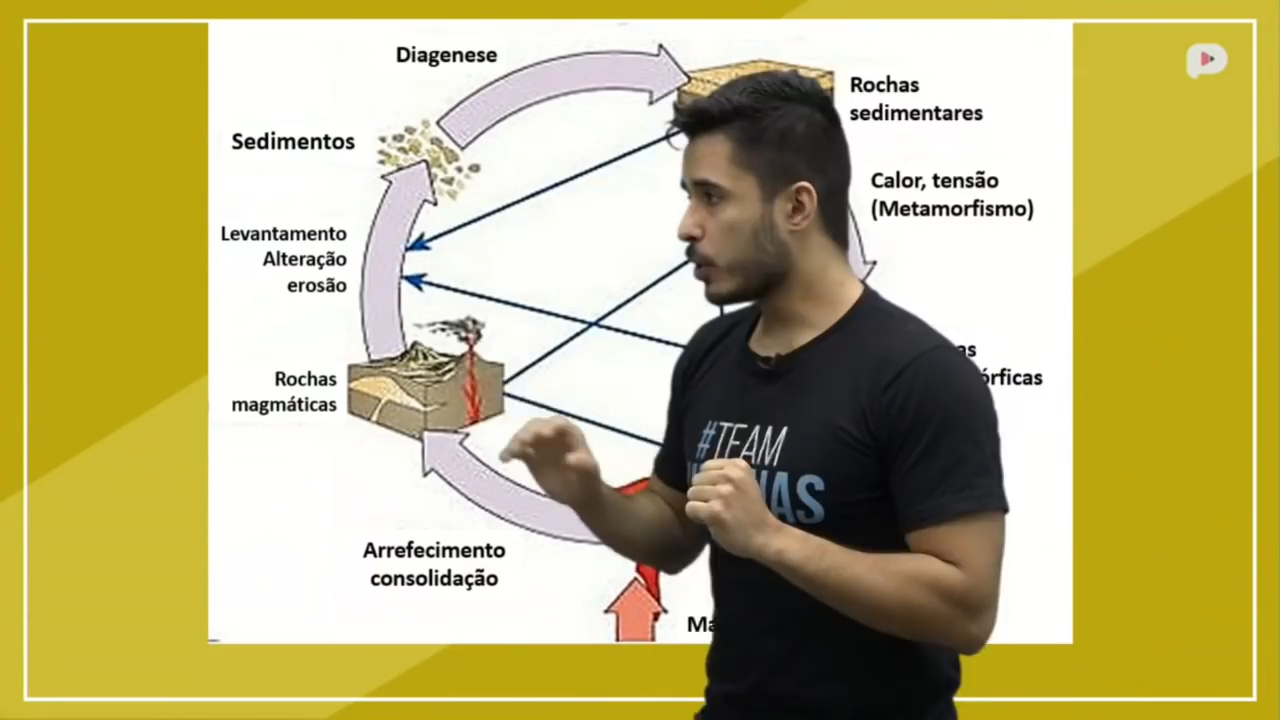 Diagenese
Rochas
sedimentares
Sedimentos
Calor, tensão
(Metamorfismo)
Levantamento
Alteração
erosão
Rochas
magmáticas
Arrefecimento
consolidação
#TEAM